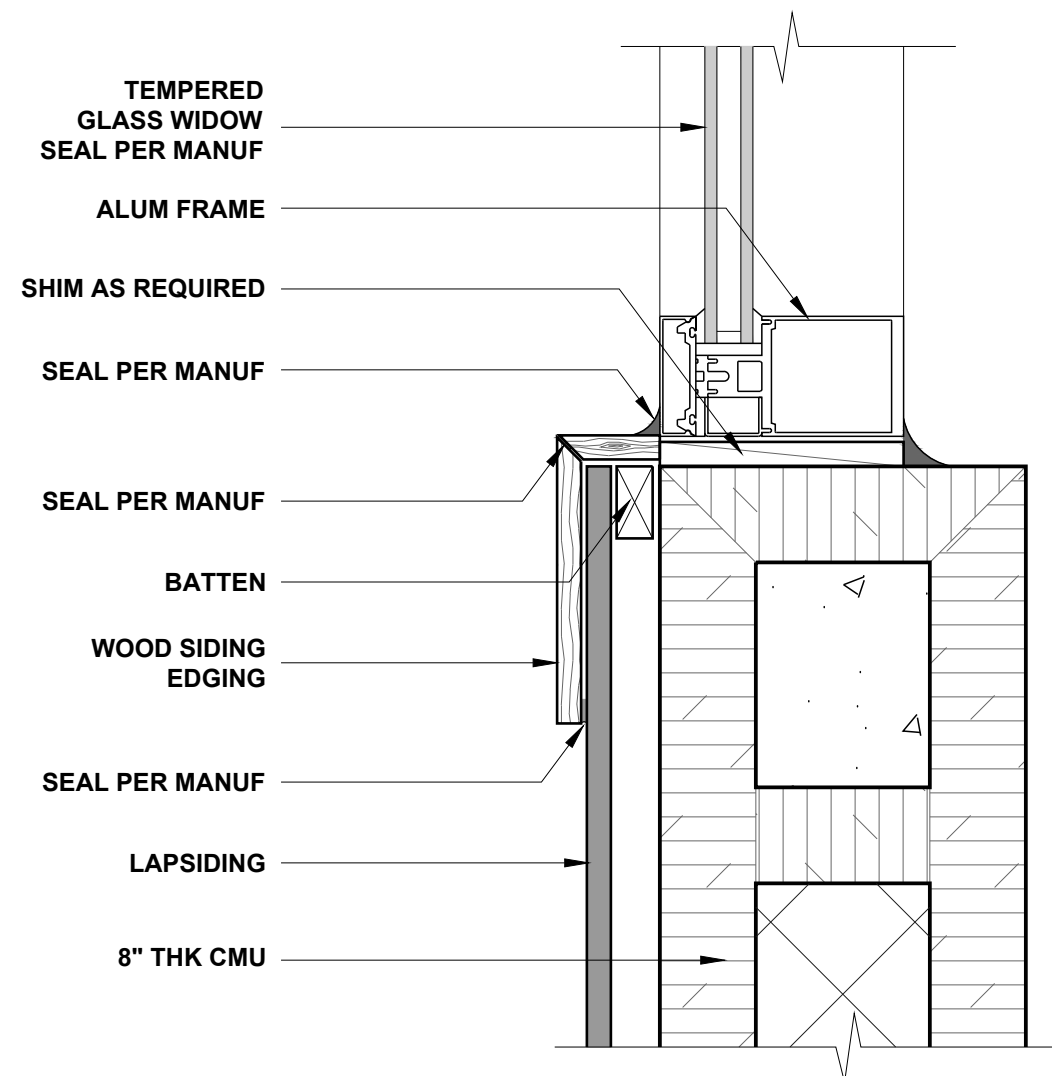 TEMPERED
GLASS WIDOW
SEAL PER MANUF
ALUM FRAME
SHIM AS REQUIRED
SEAL PER MANUF
SEAL PER MANUF
BATTEN
WOOD SIDING
EDGING
SEAL PER MANUF
LAPSIDING
8" THK CMU